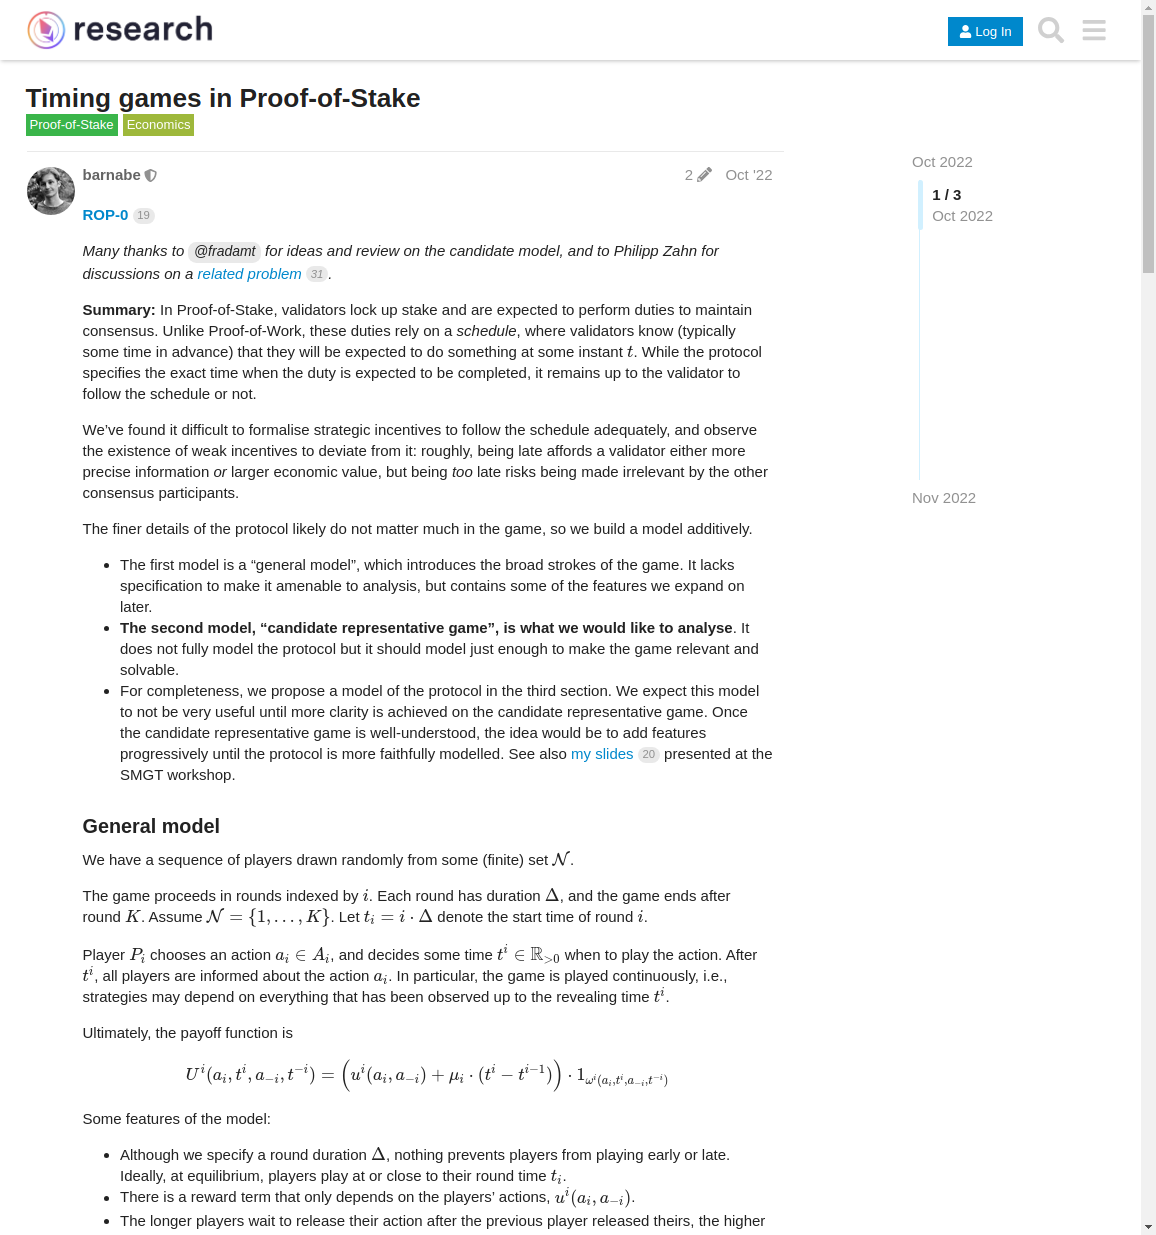 research
Log In
Timing games in Proof-of-Stake
Proof-of-Stake Economics
barnabe 2 Oct '22
Oct 2022
1 / 3
Oct 2022
Nov 2022
ROP-0 19
Many thanks to @fradamt for ideas and review on the candidate model, and to Philipp Zahn for
discussions on a related problem 31.
Summary: In Proof-of-Stake, validators lock up stake and are expected to perform duties to maintain
consensus. Unlike Proof-of-Work, these duties rely on a schedule, where validators know (typically
some time in advance) that they will be expected to do something at some instant t. While the protocol
specifies the exact time when the duty is expected to be completed, it remains up to the validator to
follow the schedule or not.
We’ve found it difficult to formalise strategic incentives to follow the schedule adequately, and observe
the existence of weak incentives to deviate from it: roughly, being late affords a validator either more
precise information or larger economic value, but being too late risks being made irrelevant by the other
consensus participants.
The finer details of the protocol likely do not matter much in the game, so we build a model additively.
• The first model is a “general model”, which introduces the broad strokes of the game. It lacks
specification to make it amenable to analysis, but contains some of the features we expand on
later.
• The second model, “candidate representative game”, is what we would like to analyse. It
does not fully model the protocol but it should model just enough to make the game relevant and
solvable.
• For completeness, we propose a model of the protocol in the third section. We expect this model
to not be very useful until more clarity is achieved on the candidate representative game. Once
the candidate representative game is well-understood, the idea would be to add features
progressively until the protocol is more faithfully modelled. See also my slides 20 presented at the
SMGT workshop.
General model
We have a sequence of players drawn randomly from some (finite) set 𝒩.
The game proceeds in rounds indexed by i. Each round has duration Δ, and the game ends after
round K. Assume 𝒩 = {1, …, K}. Let t_i = i · Δ denote the start time of round i.
Player P_i chooses an action a_i ∈ A_i, and decides some time t^i ∈ ℝ_{>0} when to play the action. After
t^i, all players are informed about the action a_i. In particular, the game is played continuously, i.e.,
strategies may depend on everything that has been observed up to the revealing time t^i.
Ultimately, the payoff function is
U^i(a_i, t^i, a_{−i}, t^{−i}) = (u^i(a_i, a_{−i}) + μ_i · (t^i − t^{i−1})) · 1_{ω^i(a_i, t^i, a_{−i}, t^{−i})}
Some features of the model:
• Although we specify a round duration Δ, nothing prevents players from playing early or late.
Ideally, at equilibrium, players play at or close to their round time t_i.
• There is a reward term that only depends on the players’ actions, u^i(a_i, a_{−i}).
• The longer players wait to release their action after the previous player released theirs, the higher